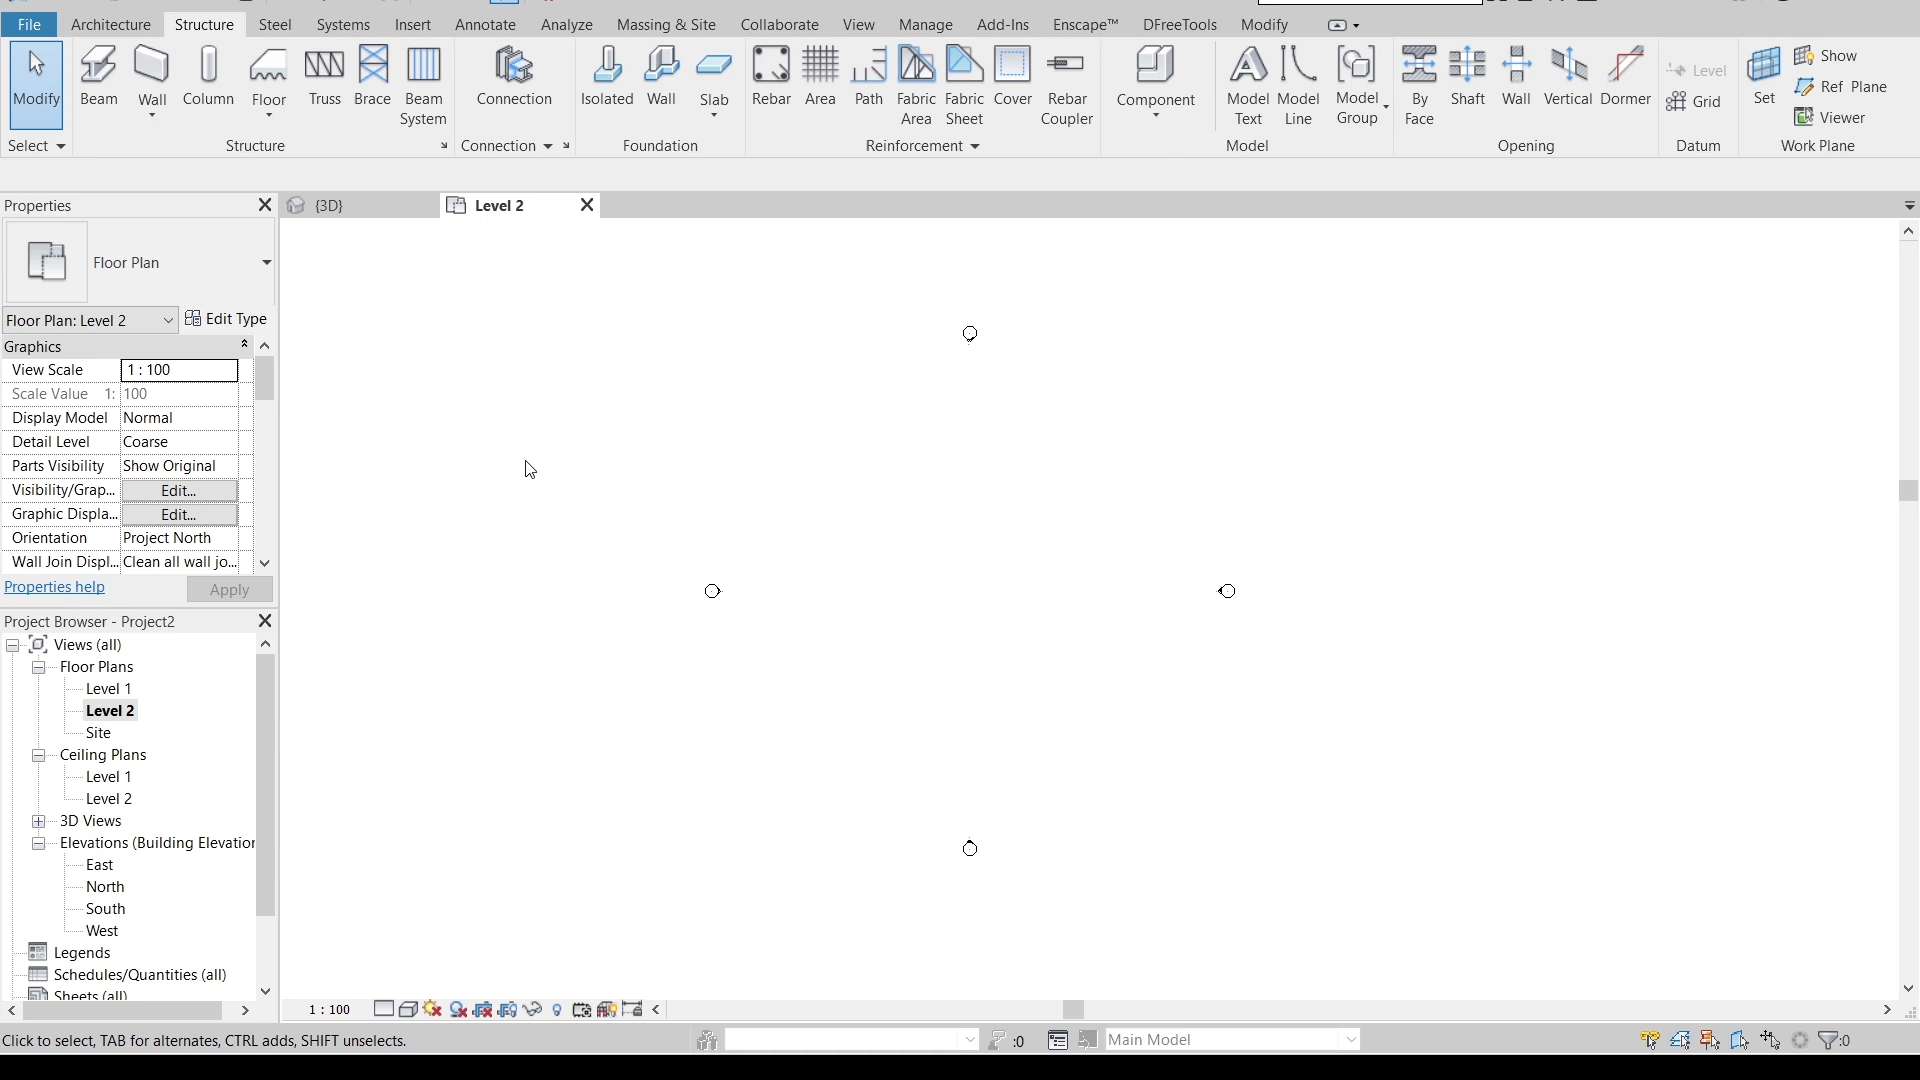 File Architecture Structure Steel Systems Insert Annotate Analyze Massing & Site Collaborate View Manage Add-Ins Enscape™ DFreeTools Modify
Modify Beam Wall Column Floor Truss Brace Beam System Connection Isolated Wall Slab Rebar Area Path Fabric Area Fabric Sheet Cover Rebar Coupler Component Model Text Model Line Model Group By Face Shaft Wall Vertical Dormer Level Grid Set Show Ref Plane Viewer
Select Structure Connection Foundation Reinforcement Model Opening Datum Work Plane
Properties
{3D} Level 2
Floor Plan
Floor Plan: Level 2 Edit Type
Graphics
View Scale 1 : 100
Scale Value 1: 100
Display Model Normal
Detail Level Coarse
Parts Visibility Show Original
Visibility/Grap... Edit...
Graphic Displa... Edit...
Orientation Project North
Wall Join Displ... Clean all wall jo...
Properties help Apply
Project Browser - Project2
Views (all)
Floor Plans
Level 1
Level 2
Site
Ceiling Plans
Level 1
Level 2
3D Views
Elevations (Building Elevation
East
North
South
West
Legends
Schedules/Quantities (all)
Sheets (all)
1 : 100
Click to select, TAB for alternates, CTRL adds, SHIFT unselects. :0 Main Model :0